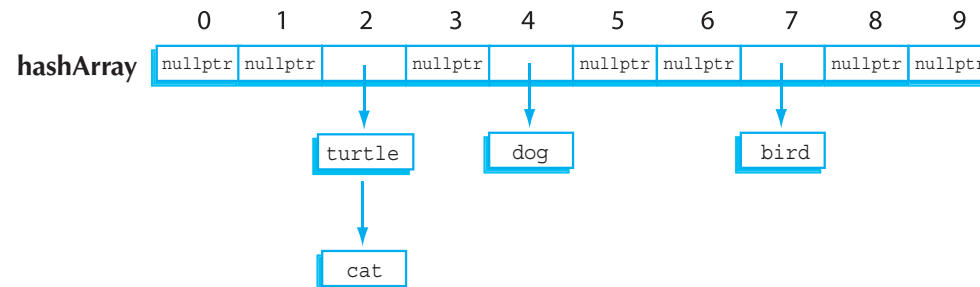 0 1 2 3 4 5 6 7 8 9
hashArray nullptr nullptr nullptr nullptr nullptr nullptr nullptr
turtle dog bird
cat